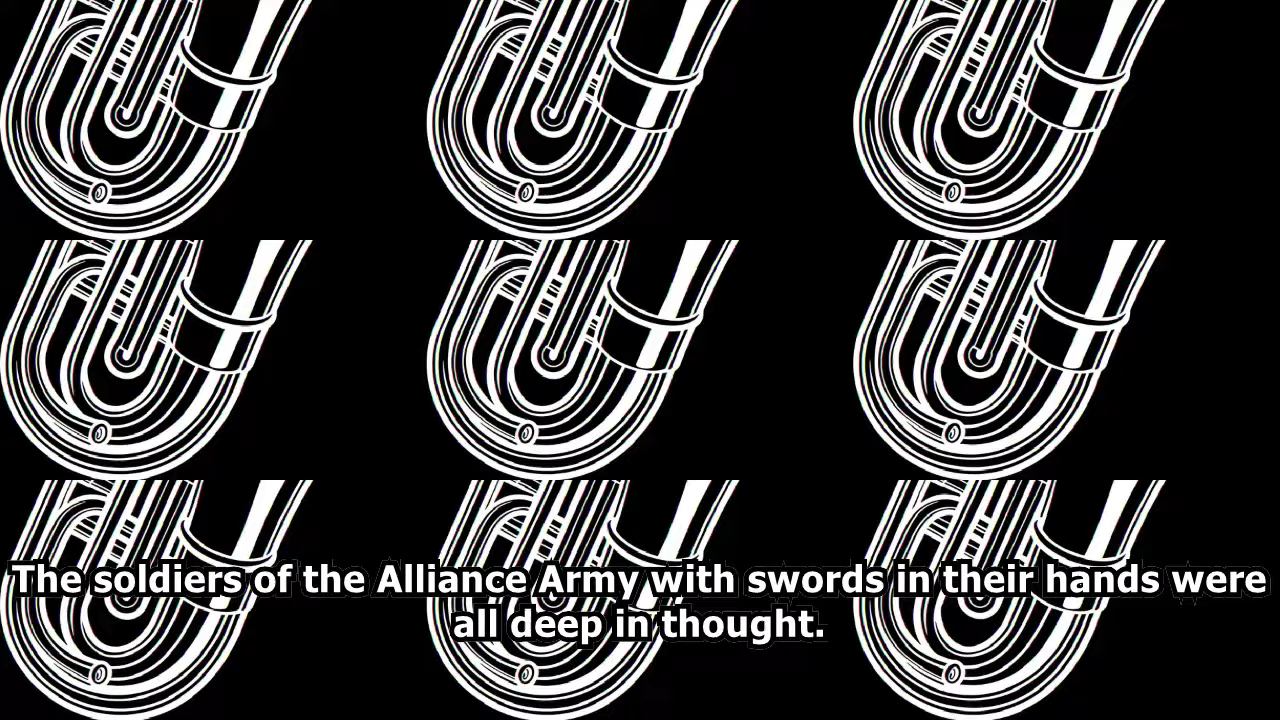 The soldiers of the Alliance Army with swords in their hands were
all deep in thought.